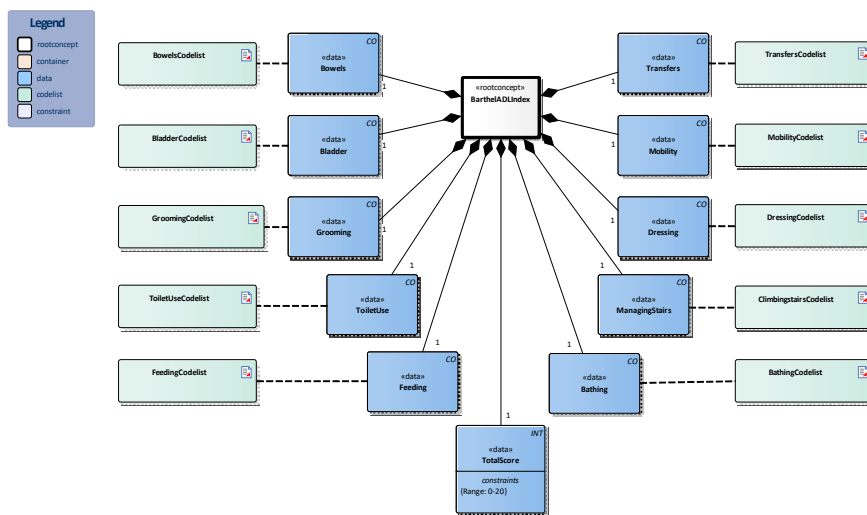 Legend
rootconcept
container
data
codelist
constraint
BowelsCodelist
CO
«data»
Bowels
1
«rootconcept»
BarthelADLIndex
CO
«data»
Transfers
1
TransfersCodelist
BladderCodelist
CO
«data»
Bladder
1
CO
«data»
Mobility
1
MobilityCodelist
GroomingCodelist
CO
«data»
Grooming
1
CO
«data»
Dressing
1
DressingCodelist
ToiletUseCodelist
CO
«data»
ToiletUse
1
CO
«data»
ManagingStairs
1
ClimbingstairsCodelist
FeedingCodelist
CO
«data»
Feeding
1
CO
«data»
Bathing
1
BathingCodelist
1
INT
«data»
TotalScore
constraints
{Range: 0-20}